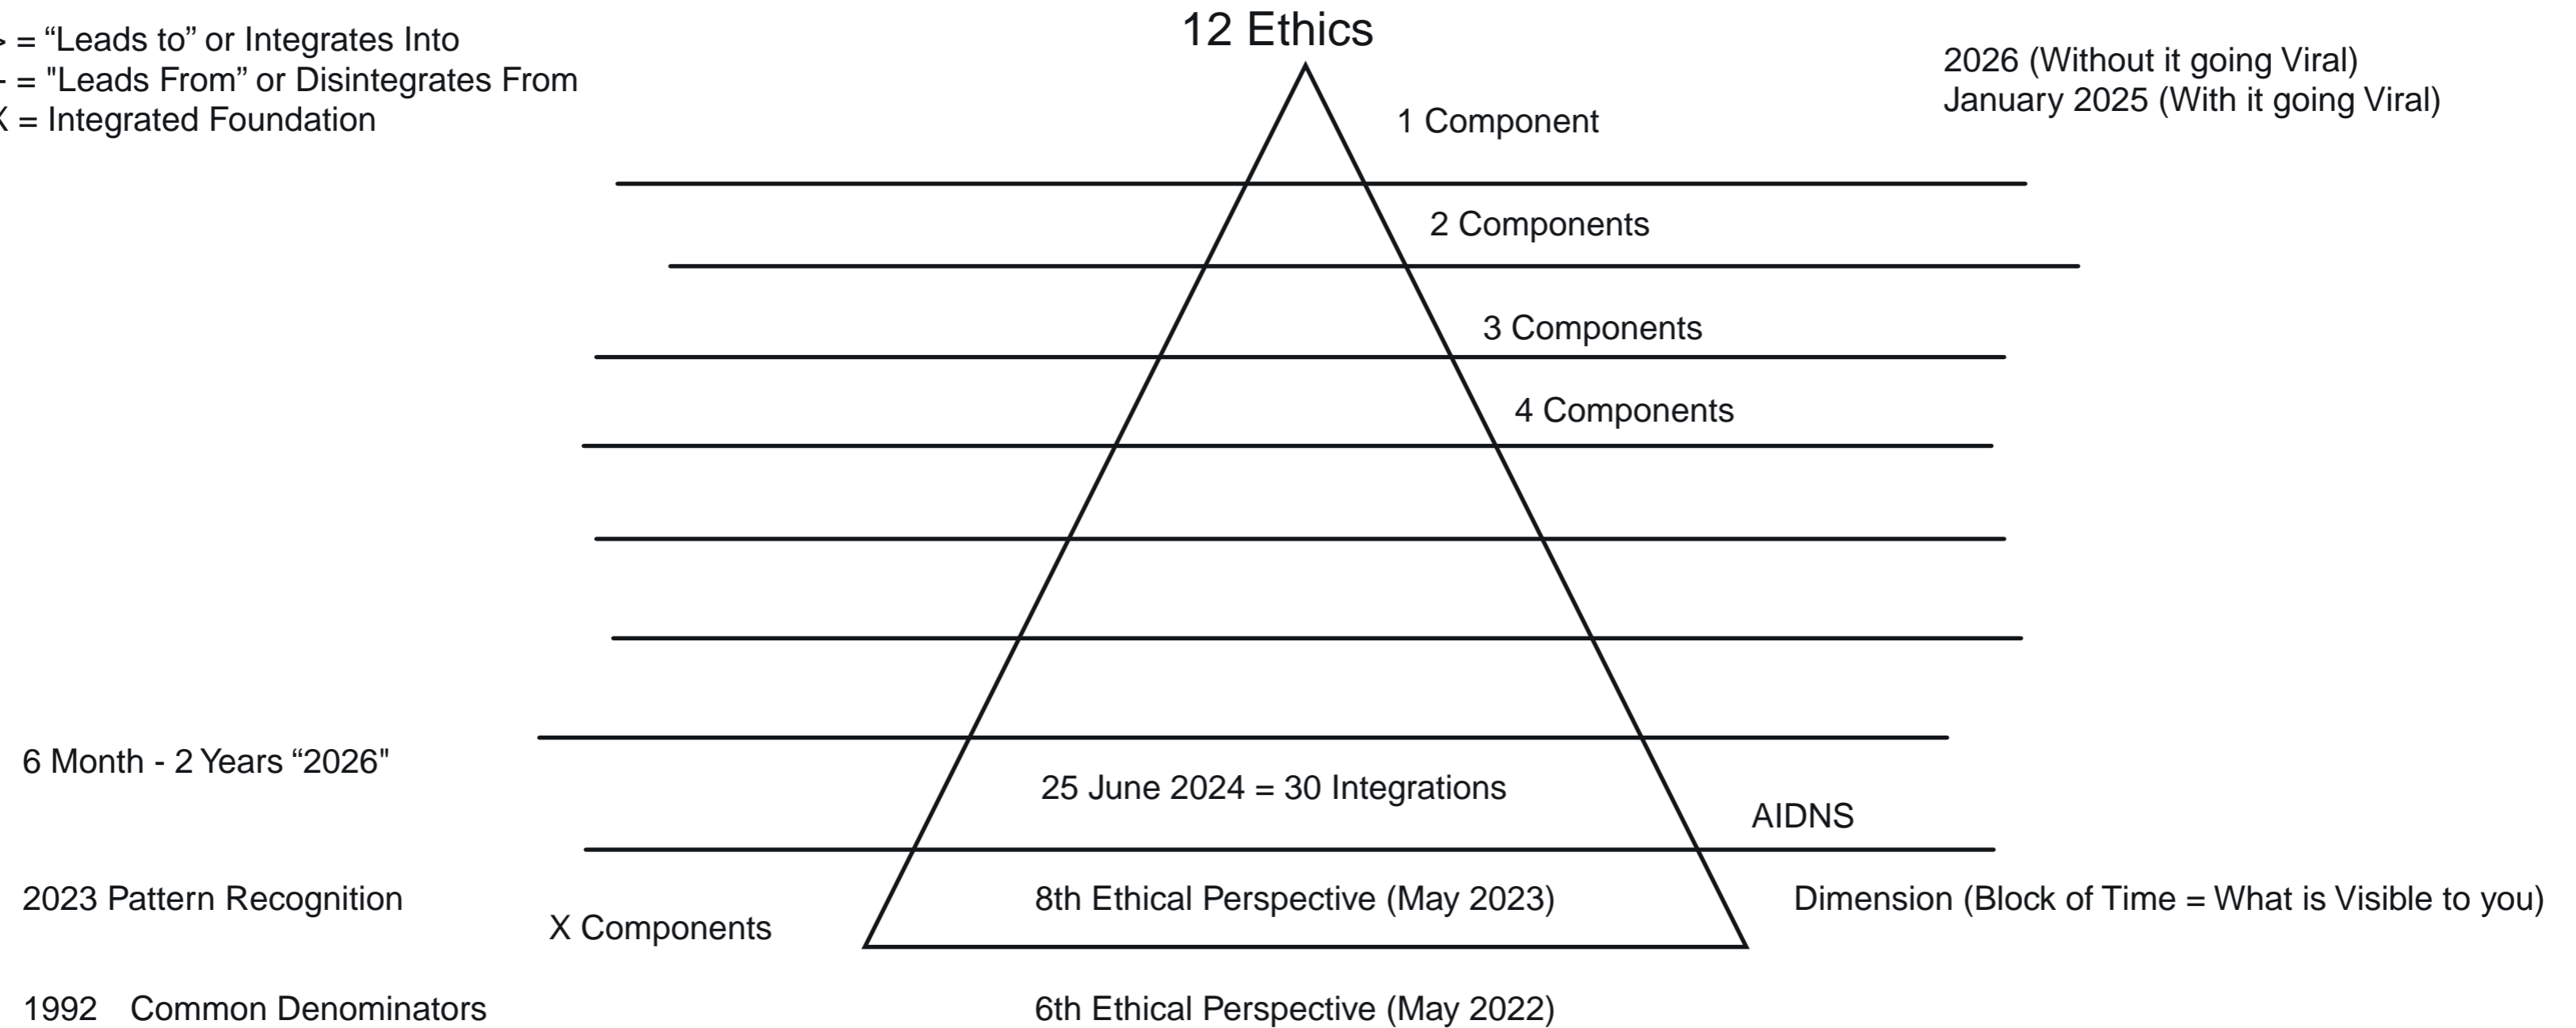 12 Ethics
> = “Leads to” or Integrates Into
- = "Leads From” or Disintegrates From
X = Integrated Foundation
2026 (Without it going Viral)
January 2025 (With it going Viral)
1 Component
2 Components
3 Components
4 Components
6 Month - 2 Years “2026"
25 June 2024 = 30 Integrations
AIDNS
2023 Pattern Recognition
8th Ethical Perspective (May 2023)
Dimension (Block of Time = What is Visible to you)
X Components
1992 Common Denominators
6th Ethical Perspective (May 2022)